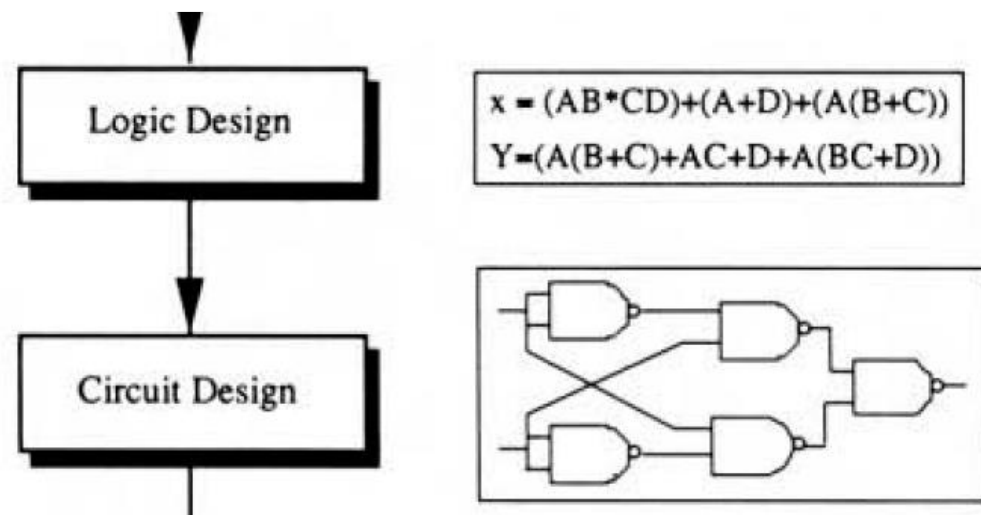 Logic Design
x = (AB*CD)+(A+D)+(A(B+C))
Y=(A(B+C)+AC+D+A(BC+D))
Circuit Design